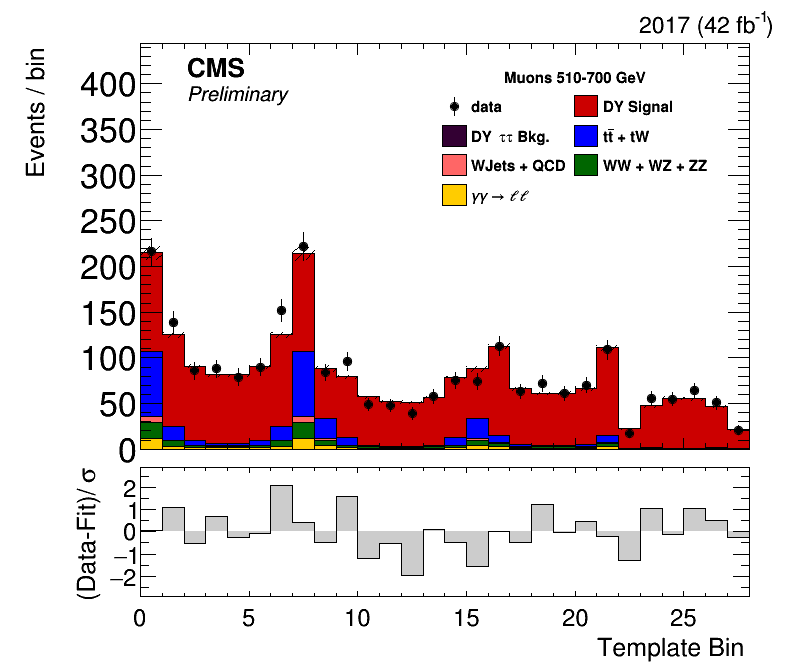 2017 (42 fb⁻¹)
CMS
Preliminary
Muons 510-700 GeV
data
DY Signal
DY ττ Bkg.
tt̄ + tW
WJets + QCD
WW + WZ + ZZ
γγ → ℓℓ
Events / bin
400
350
300
250
200
150
100
50
0
(Data-Fit)/ σ
2
1
0
−1
−2
0 5 10 15 20 25
Template Bin